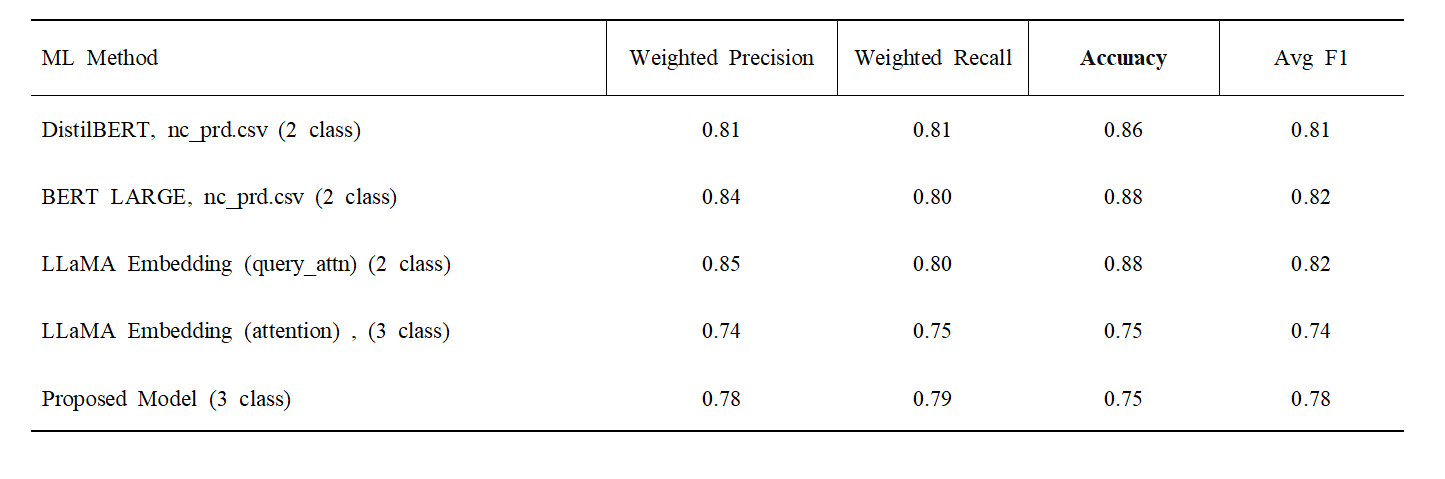 ML Method Weighted Precision Weighted Recall Accuracy Avg F1
DistilBERT, nc_prd.csv (2 class) 0.81 0.81 0.86 0.81
BERT LARGE, nc_prd.csv (2 class) 0.84 0.80 0.88 0.82
LLaMA Embedding (query_attn) (2 class) 0.85 0.80 0.88 0.82
LLaMA Embedding (attention) , (3 class) 0.74 0.75 0.75 0.74
Proposed Model (3 class) 0.78 0.79 0.75 0.78